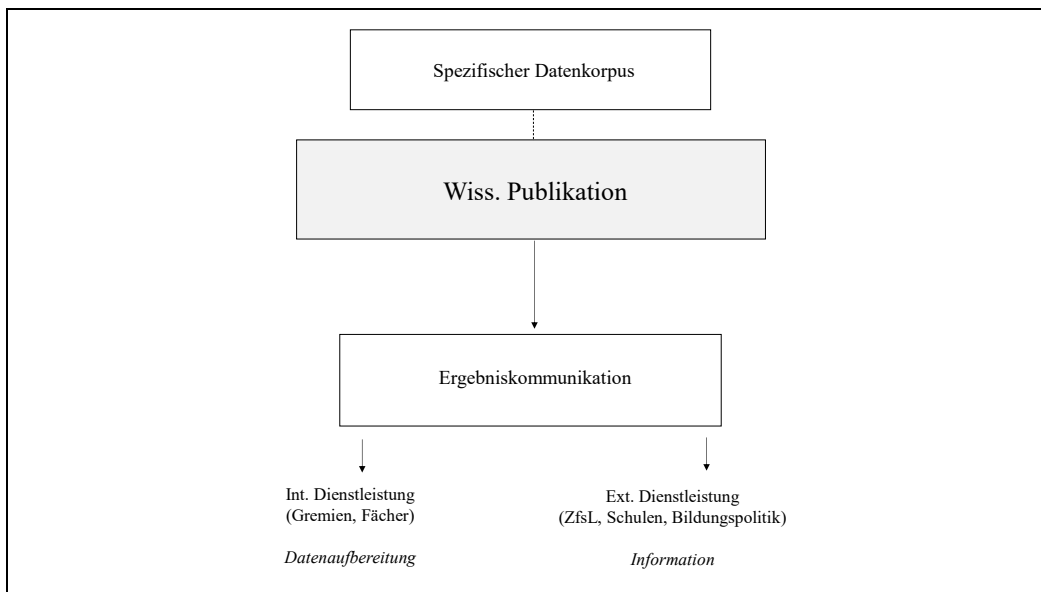 Spezifischer Datenkorpus
Wiss. Publikation
Ergebniskommunikation
Int. Dienstleistung
(Gremien, Fächer)
Datenaufbereitung
Ext. Dienstleistung
(ZfsL, Schulen, Bildungspolitik)
Information